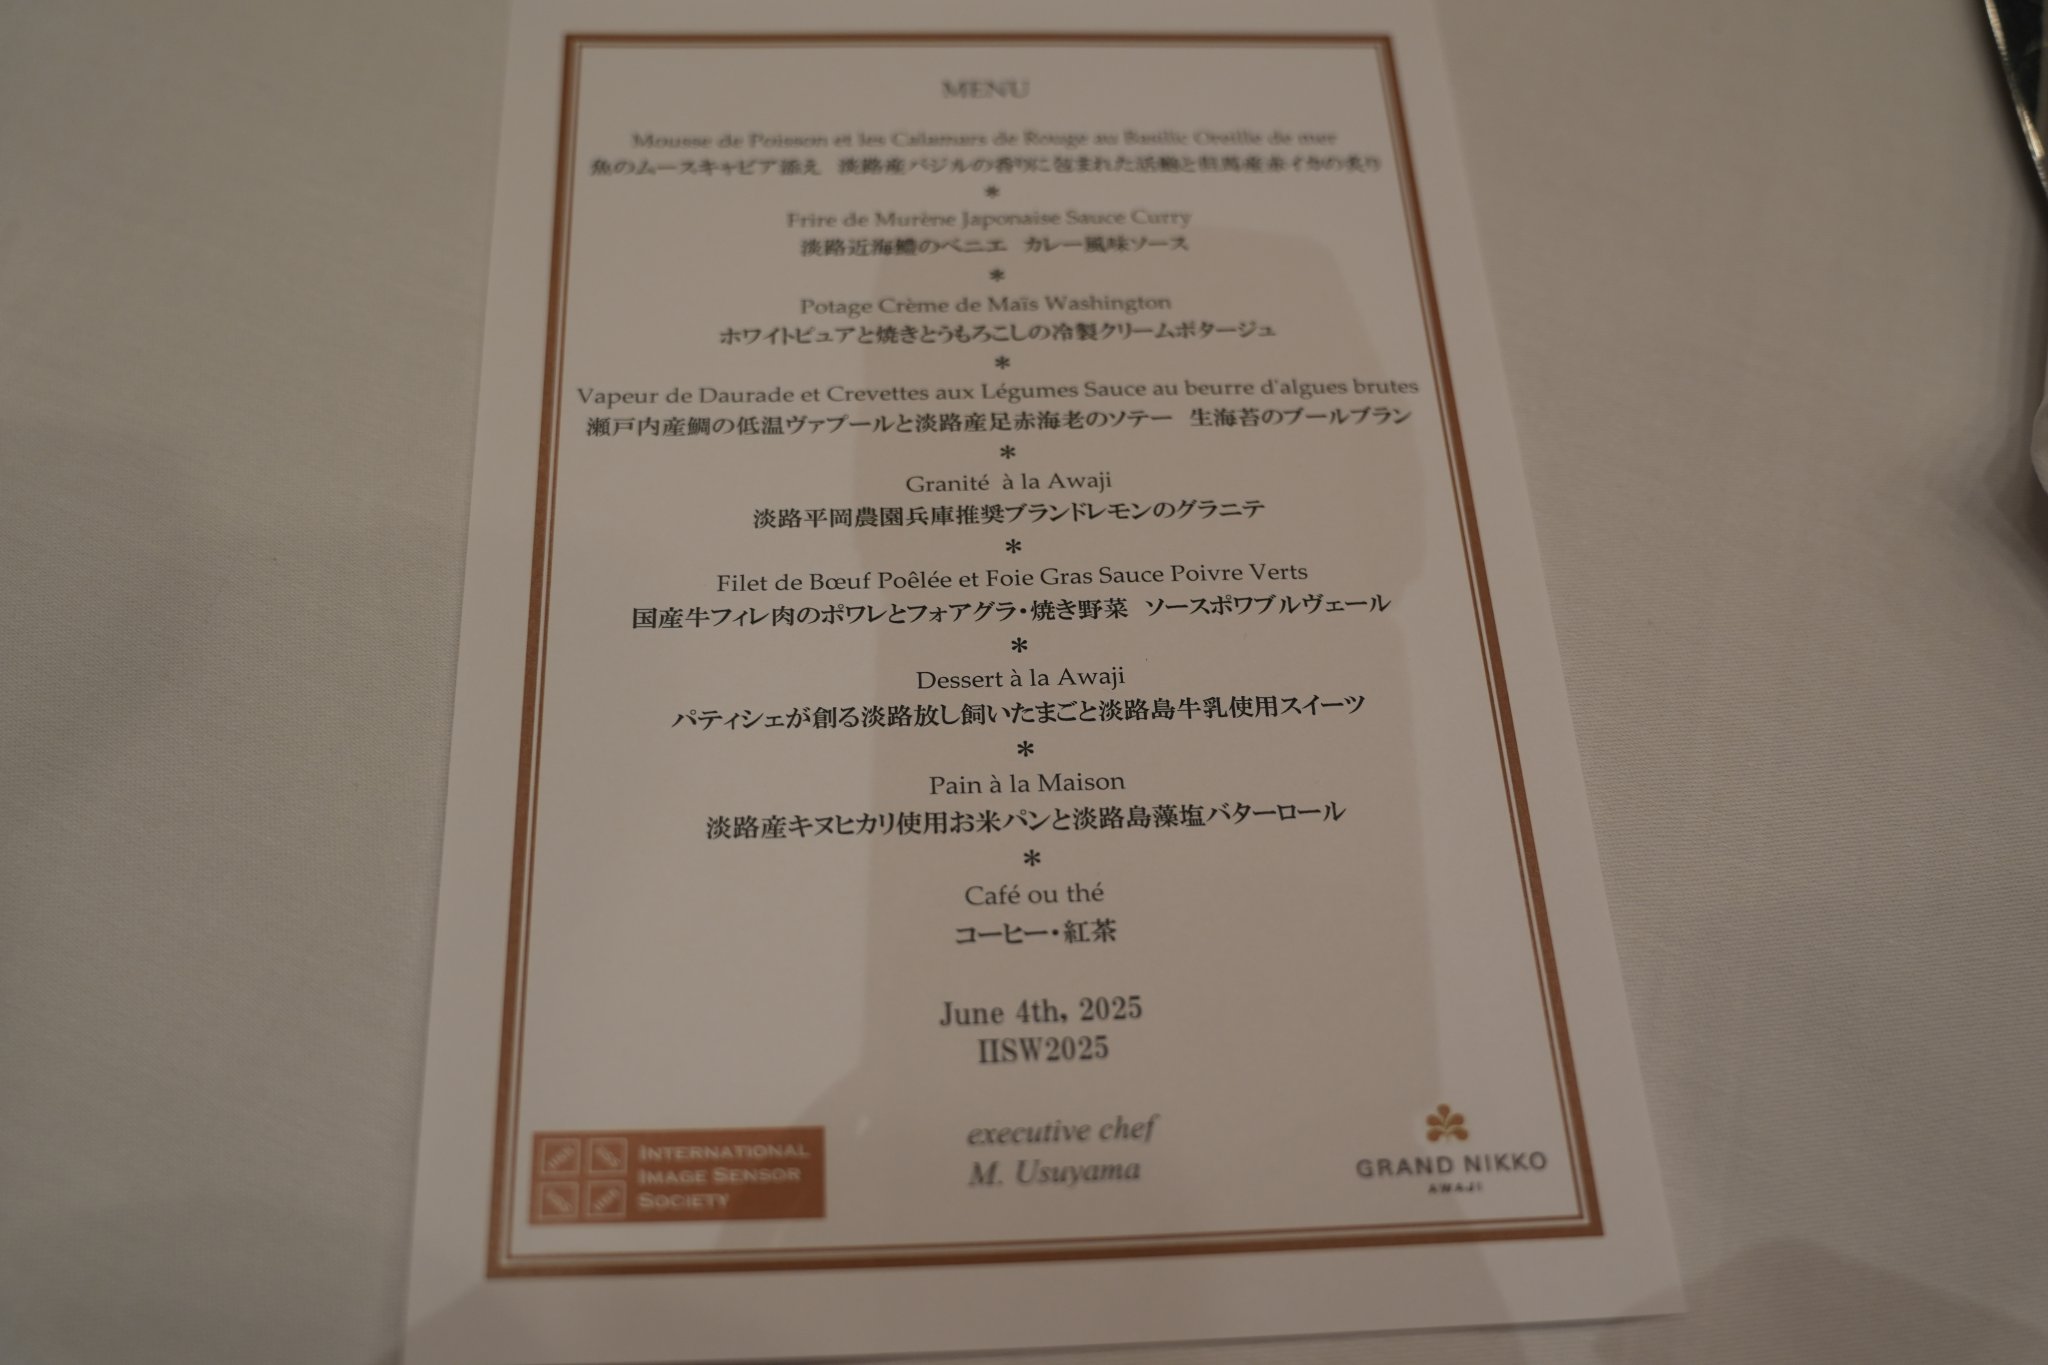 MENU
Mousse de Poisson et les Calamars de Rouge au Basilic Oreille de mer
魚のムースキャビア添え 淡路産バジルの香りに包まれた活鮑と但馬産赤イカの炙り
*
Frire de Murène Japonaise Sauce Curry
淡路近海鱧のベニエ カレー風味ソース
*
Potage Crème de Maïs Washington
ホワイトピュアと焼きとうもろこしの冷製クリームポタージュ
*
Vapeur de Daurade et Crevettes aux Légumes Sauce au beurre d'algues brutes
瀬戸内産鯛の低温ヴァプールと淡路産足赤海老のソテー 生海苔のブールブラン
*
Granité à la Awaji
淡路平岡農園兵庫推奨ブランドレモンのグラニテ
*
Filet de Bœuf Poêlée et Foie Gras Sauce Poivre Verts
国産牛フィレ肉のポワレとフォアグラ・焼き野菜 ソースポワブルヴェール
*
Dessert à la Awaji
パティシェが創る淡路放し飼いたまごと淡路島牛乳使用スイーツ
*
Pain à la Maison
淡路産キヌヒカリ使用お米パンと淡路島藻塩バターロール
*
Café ou thé
コーヒー・紅茶
June 4th, 2025
IISW2025
executive chef
M. Usuyama
INTERNATIONAL
IMAGE SENSOR
SOCIETY
GRAND NIKKO
AWAJI